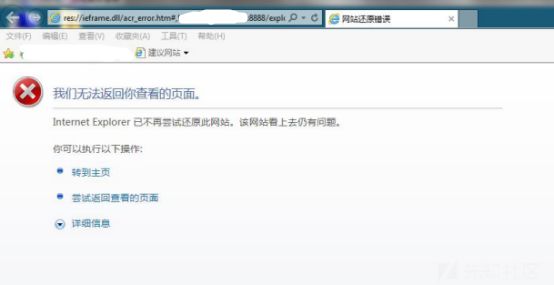 res://ieframe.dll/acr_error.htm#,
:8888/explo
网站还原错误
文件(F) 编辑(E) 查看(V) 收藏夹(A) 工具(T) 帮助(H)
建议网站
我们无法返回你查看的页面。
Internet Explorer 已不再尝试还原此网站。该网站看上去仍有问题。
你可以执行以下操作:
转到主页
尝试返回查看的页面
详细信息
先知社区